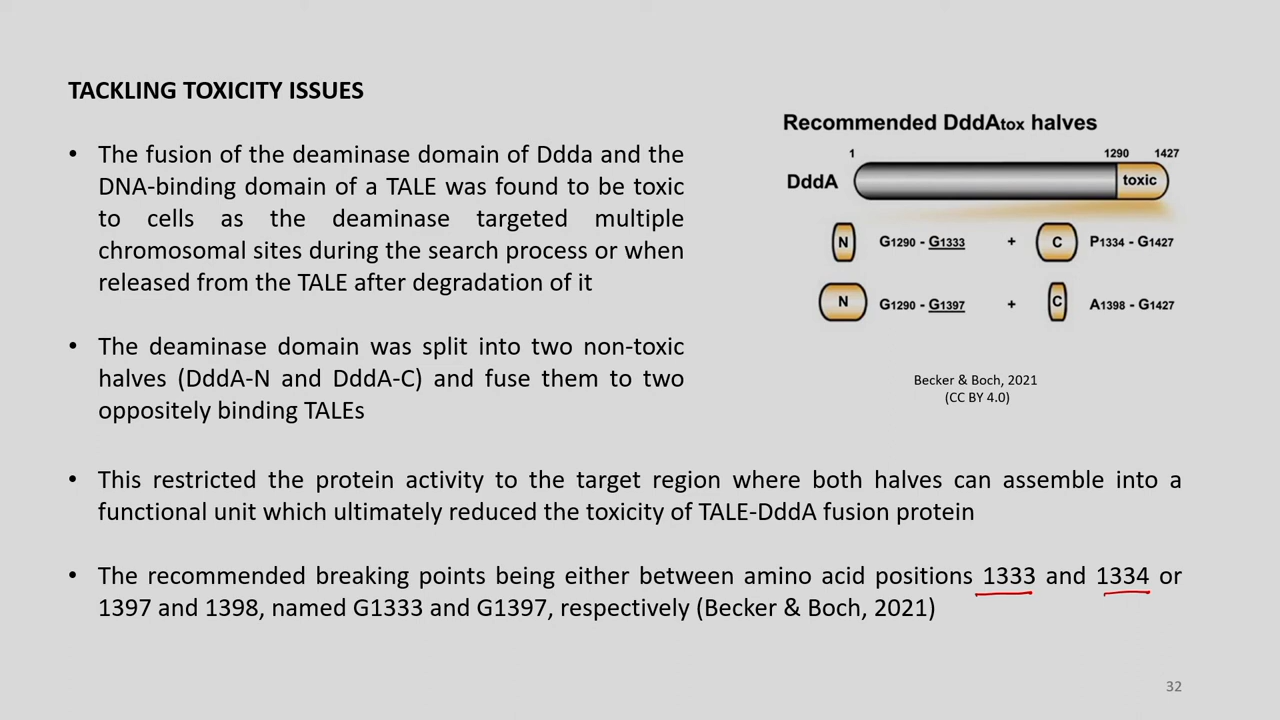 TACKLING TOXICITY ISSUES
• The fusion of the deaminase domain of Ddda and the
DNA-binding domain of a TALE was found to be toxic
to cells as the deaminase targeted multiple
chromosomal sites during the search process or when
released from the TALE after degradation of it
• The deaminase domain was split into two non-toxic
halves (DddA-N and DddA-C) and fuse them to two
oppositely binding TALEs
Recommended DddAtox halves
1 1290 1427
DddA toxic
N G1290 - G1333 + C P1334 - G1427
N G1290 - G1397 + C A1398 - G1427
Becker & Boch, 2021
(CC BY 4.0)
• This restricted the protein activity to the target region where both halves can assemble into a
functional unit which ultimately reduced the toxicity of TALE-DddA fusion protein
• The recommended breaking points being either between amino acid positions 1333 and 1334 or
1397 and 1398, named G1333 and G1397, respectively (Becker & Boch, 2021)
32